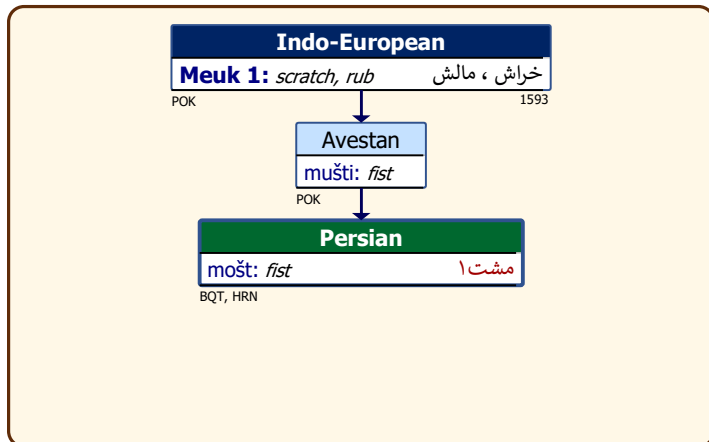 Indo-European
Meuk 1: scratch, rub خراش ، مالش
POK 1593
Avestan
mušti: fist
POK
Persian
mošt: fist مشت۱
BQT, HRN